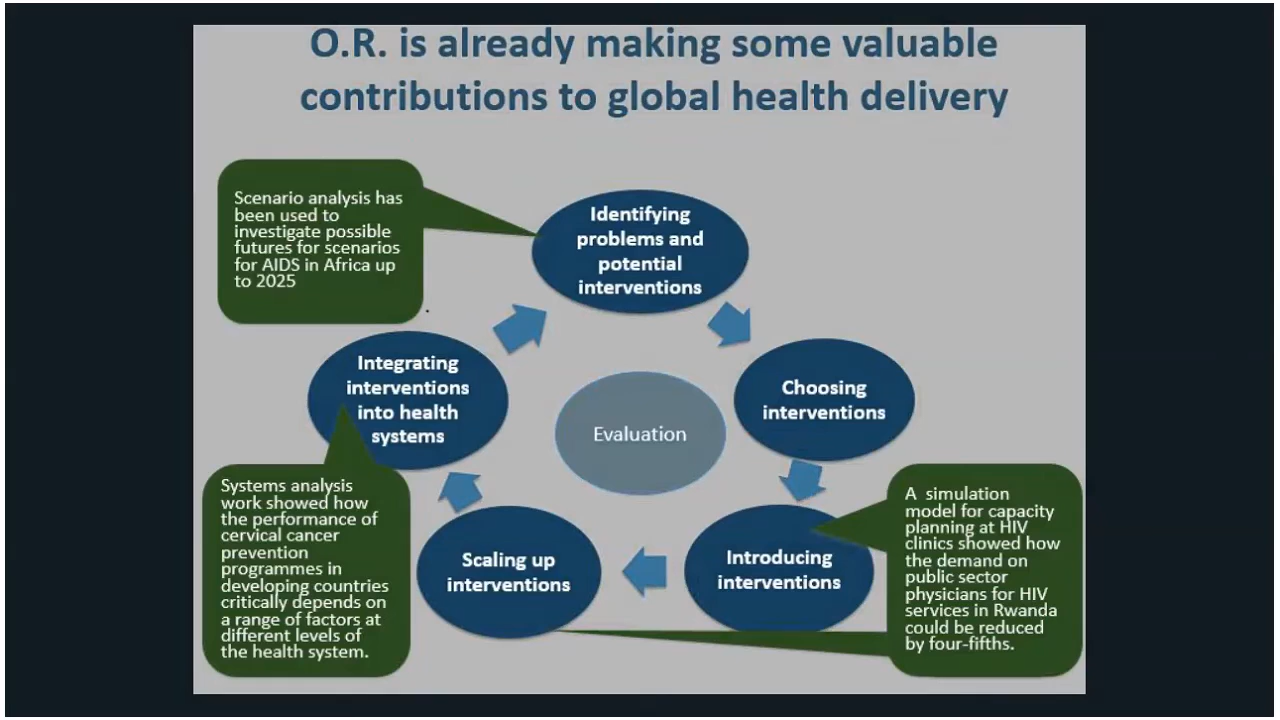 O.R. is already making some valuable
contributions to global health delivery
Scenario analysis has
been used to
investigate possible
futures for scenarios
for AIDS in Africa up
to 2025
Identifying
problems and
potential
interventions
Integrating
interventions
into health
systems
Evaluation
Choosing
interventions
Systems analysis
work showed how
the performance of
cervical cancer
prevention
programmes in
developing countries
critically depends on
a range of factors at
different levels of
the health system.
Scaling up
interventions
Introducing
interventions
A simulation
model for capacity
planning at HIV
clinics showed how
the demand on
public sector
physicians for HIV
services in Rwanda
could be reduced
by four-fifths.